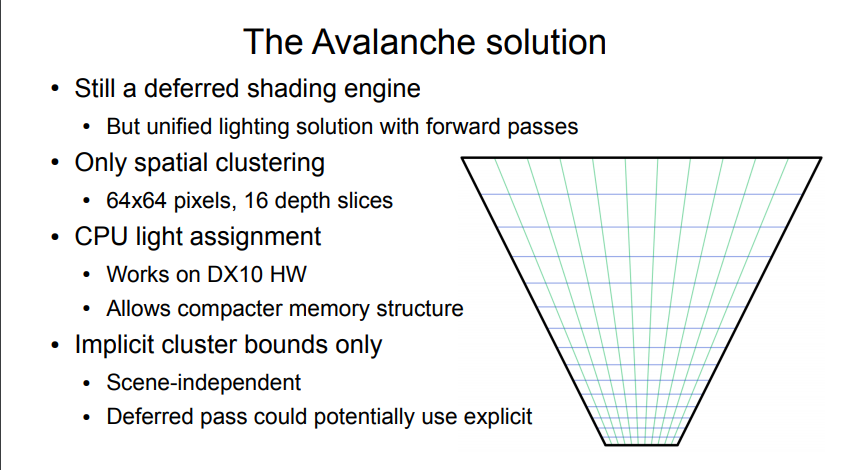 The Avalanche solution
• Still a deferred shading engine
• But unified lighting solution with forward passes
• Only spatial clustering
• 64x64 pixels, 16 depth slices
• CPU light assignment
• Works on DX10 HW
• Allows compacter memory structure
• Implicit cluster bounds only
• Scene-independent
• Deferred pass could potentially use explicit